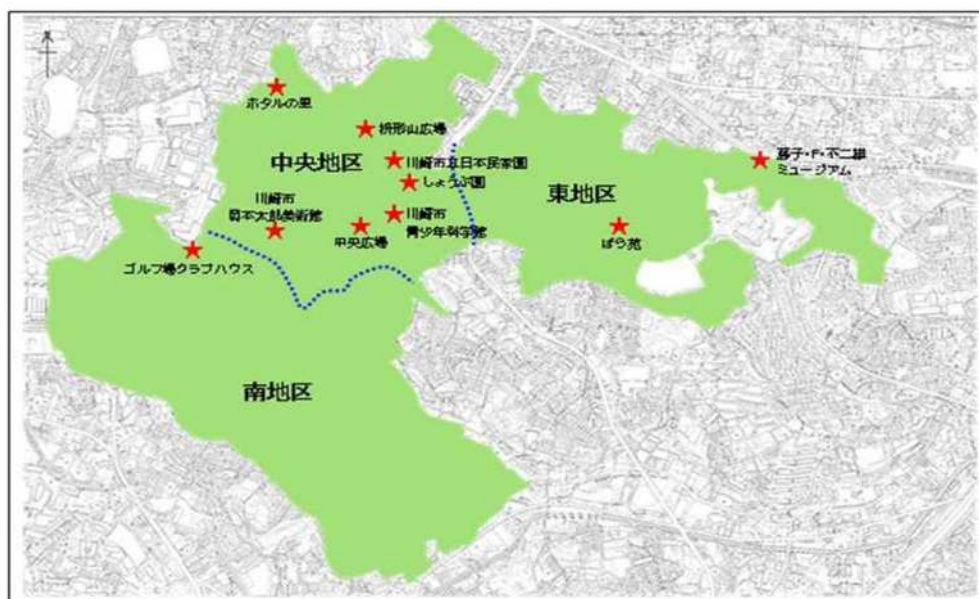 北
ホタルの里
枡形山広場
中央地区
川崎市立日本民家園
しょうぶ園
川崎市
岡本太郎美術館
中央広場
川崎市
青少年科学館
東地区
藤子・F・不二雄
ミュージアム
ばら苑
ゴルフ場クラブハウス
南地区